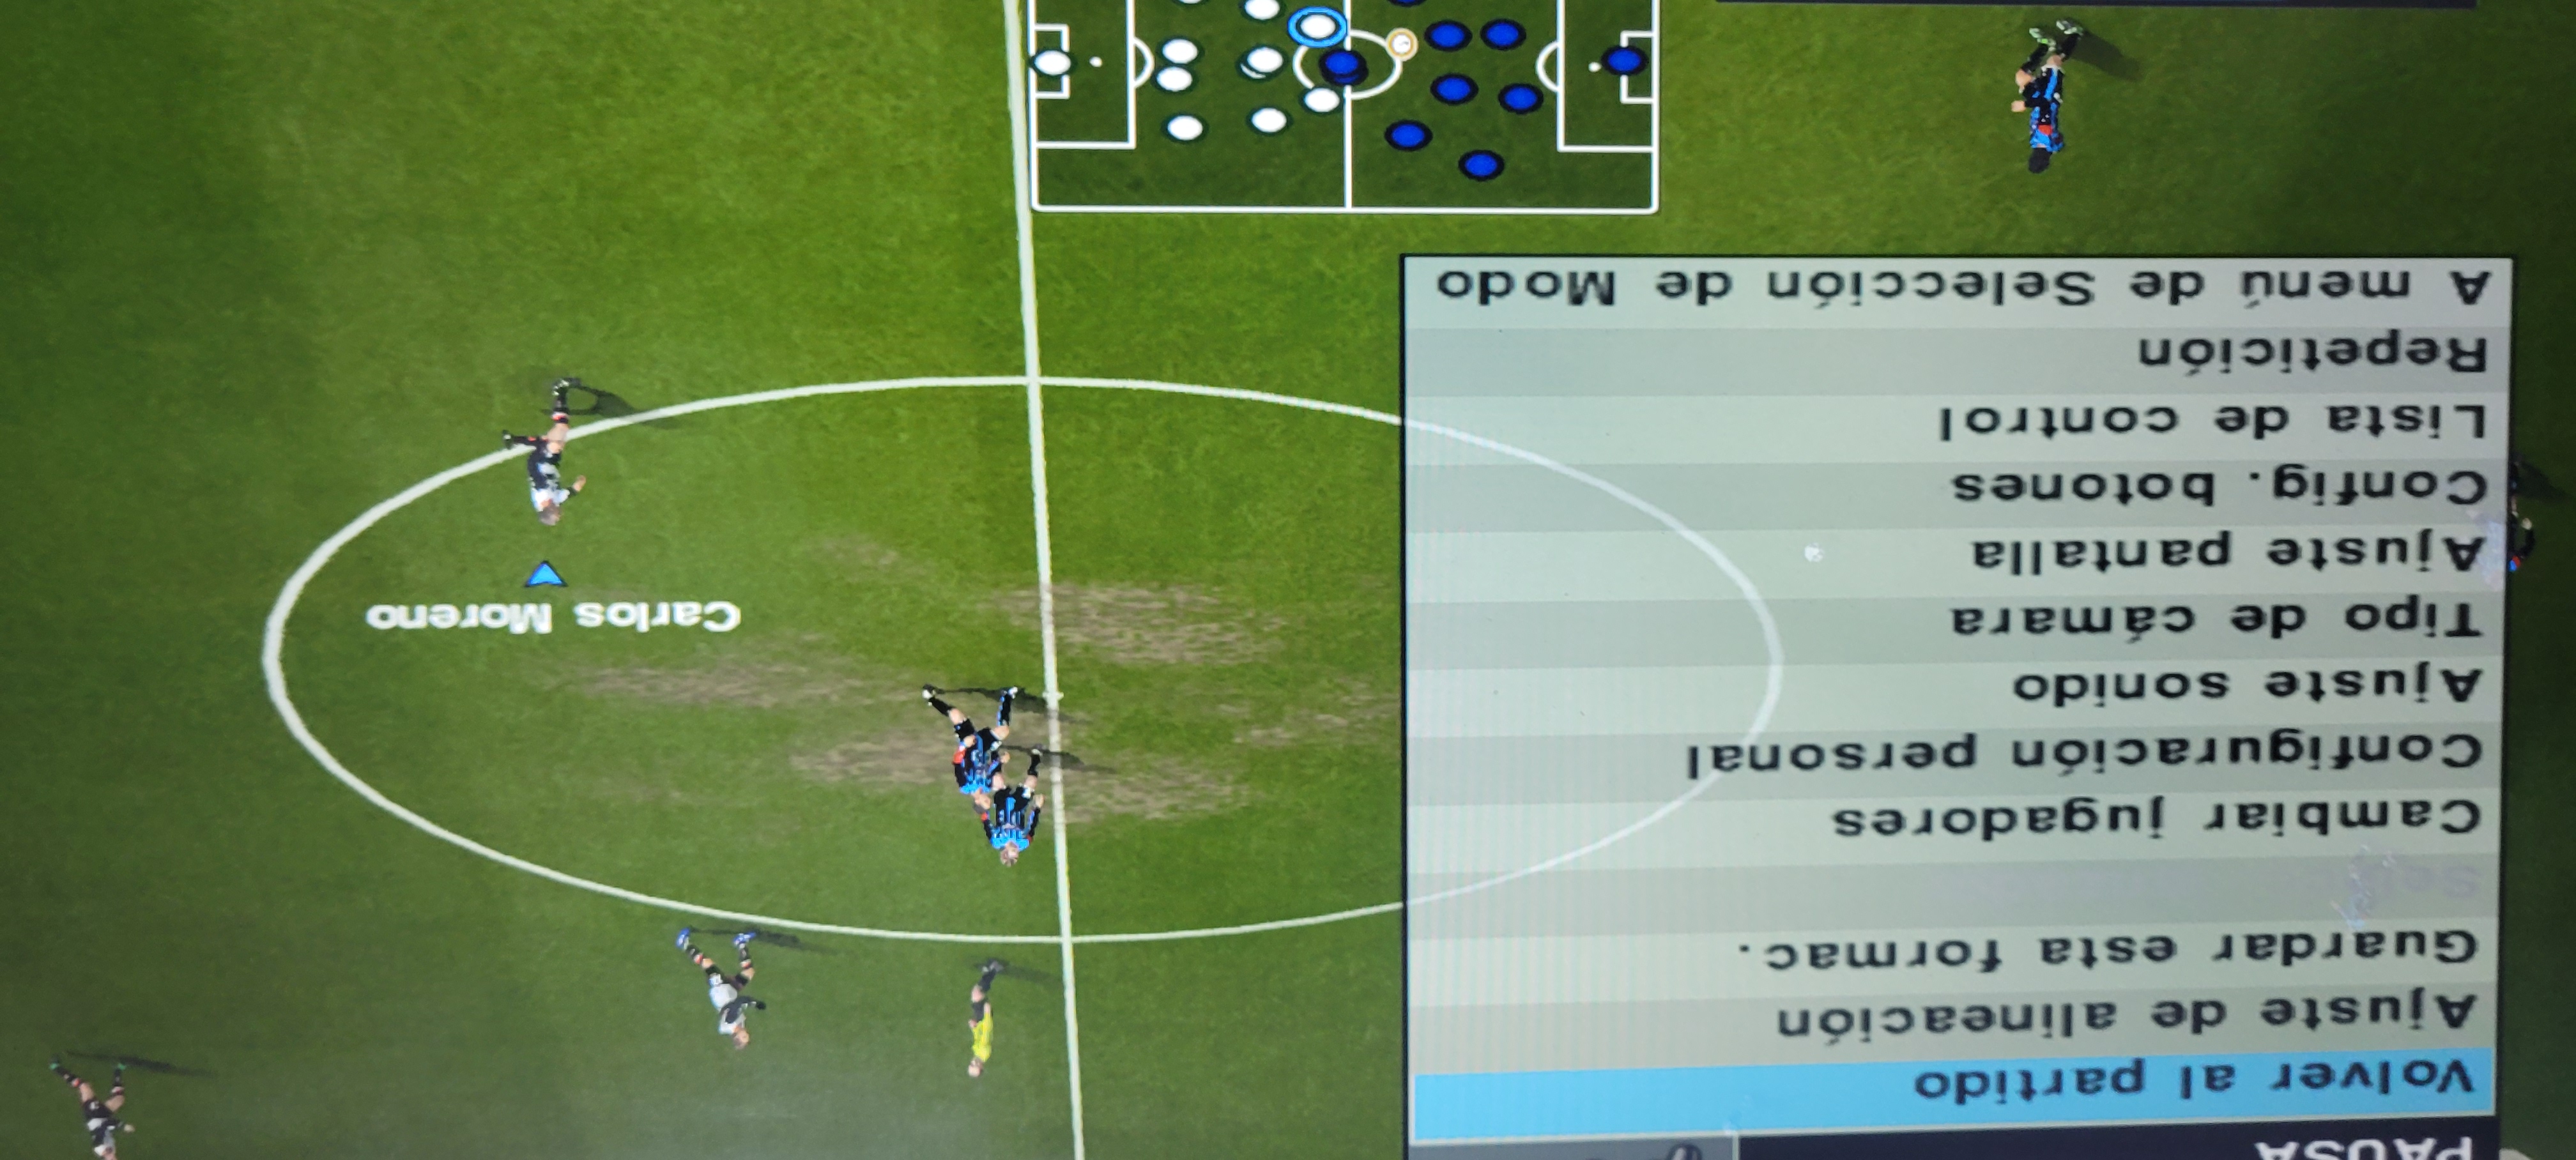 PAUSA
Volver al partido
Ajuste de alineación
Guardar esta formac.
Cambiar jugadores
Configuración personal
Ajuste sonido
Tipo de cámara
Ajuste pantalla
Config. botones
Lista de control
Repetición
A menú de Selección de Modo
Carlos Moreno